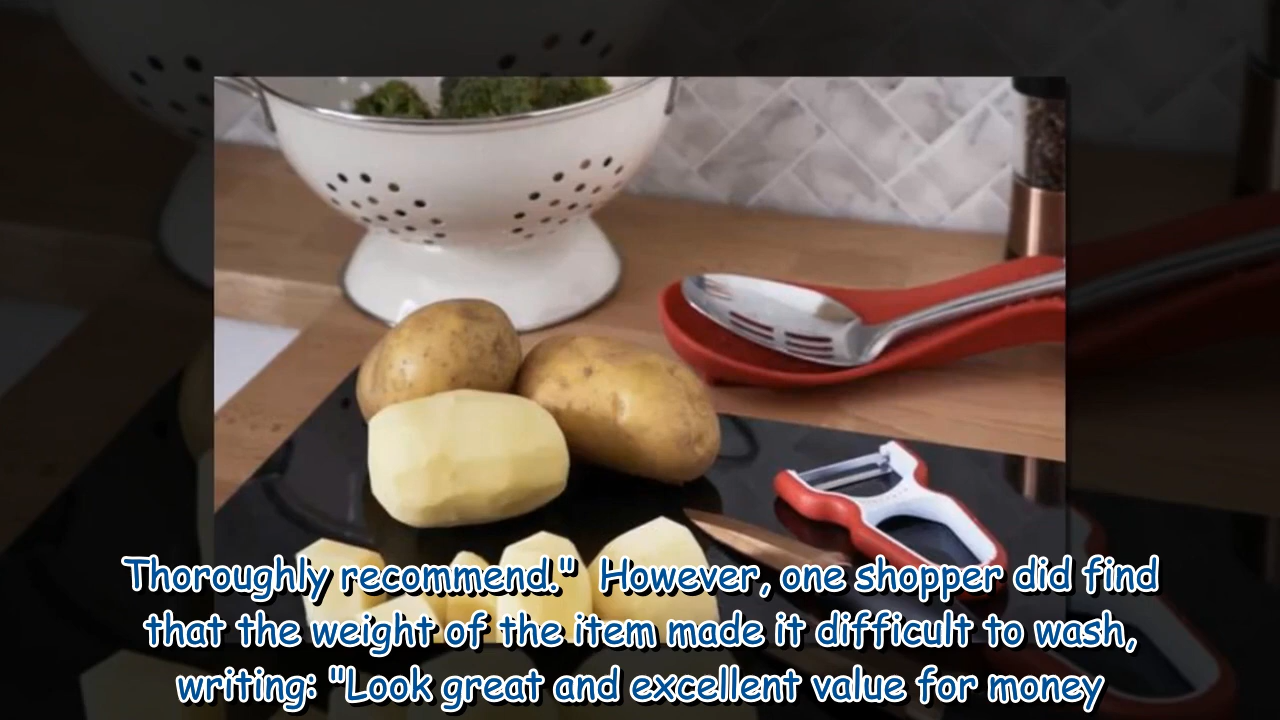 Thoroughly recommend."  However, one shopper did find
that the weight of the item made it difficult to wash,
writing: "Look great and excellent value for money